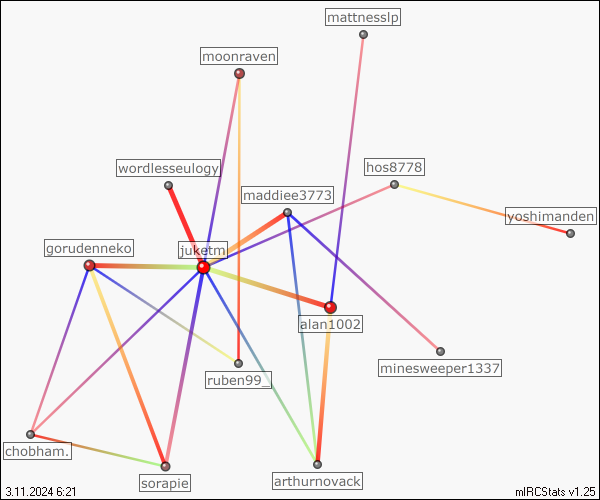 mattnesslp
moonraven
wordlesseulogy
hos8778
maddiee3773
yoshimanden
gorudenneko
juketm
alan1002
minesweeper1337
ruben99_
chobham.
sorapie
arthurnovack
3.11.2024 6:21
mIRCStats v1.25